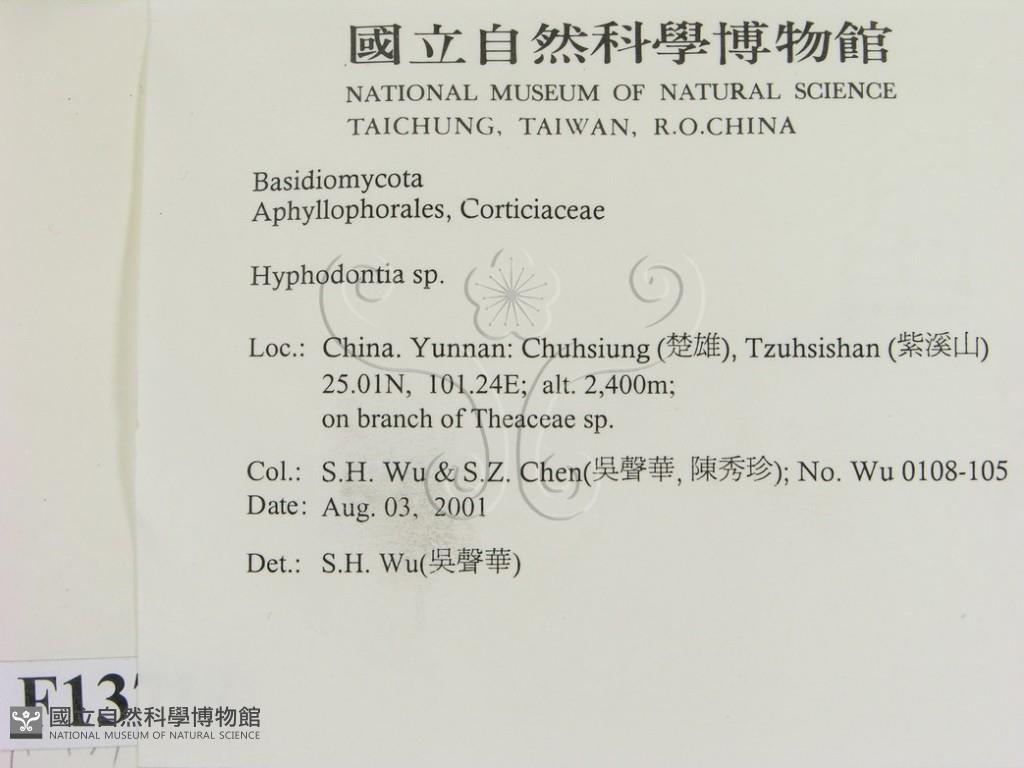 國立自然科學博物館
NATIONAL MUSEUM OF NATURAL SCIENCE
TAICHUNG, TAIWAN, R.O.CHINA
Basidiomycota
Aphyllophorales, Corticiaceae
Hyphodontia sp.
Loc.: China. Yunnan: Chuhsiung (楚雄), Tzuhsishan (紫溪山)
25.01N, 101.24E; alt. 2,400m;
on branch of Theaceae sp.
Col.: S.H. Wu & S.Z. Chen(吳聲華, 陳秀珍); No. Wu 0108-105
Date: Aug. 03, 2001
Det.: S.H. Wu(吳聲華)
F13
國立自然科學博物館
NATIONAL MUSEUM OF NATURAL SCIENCE